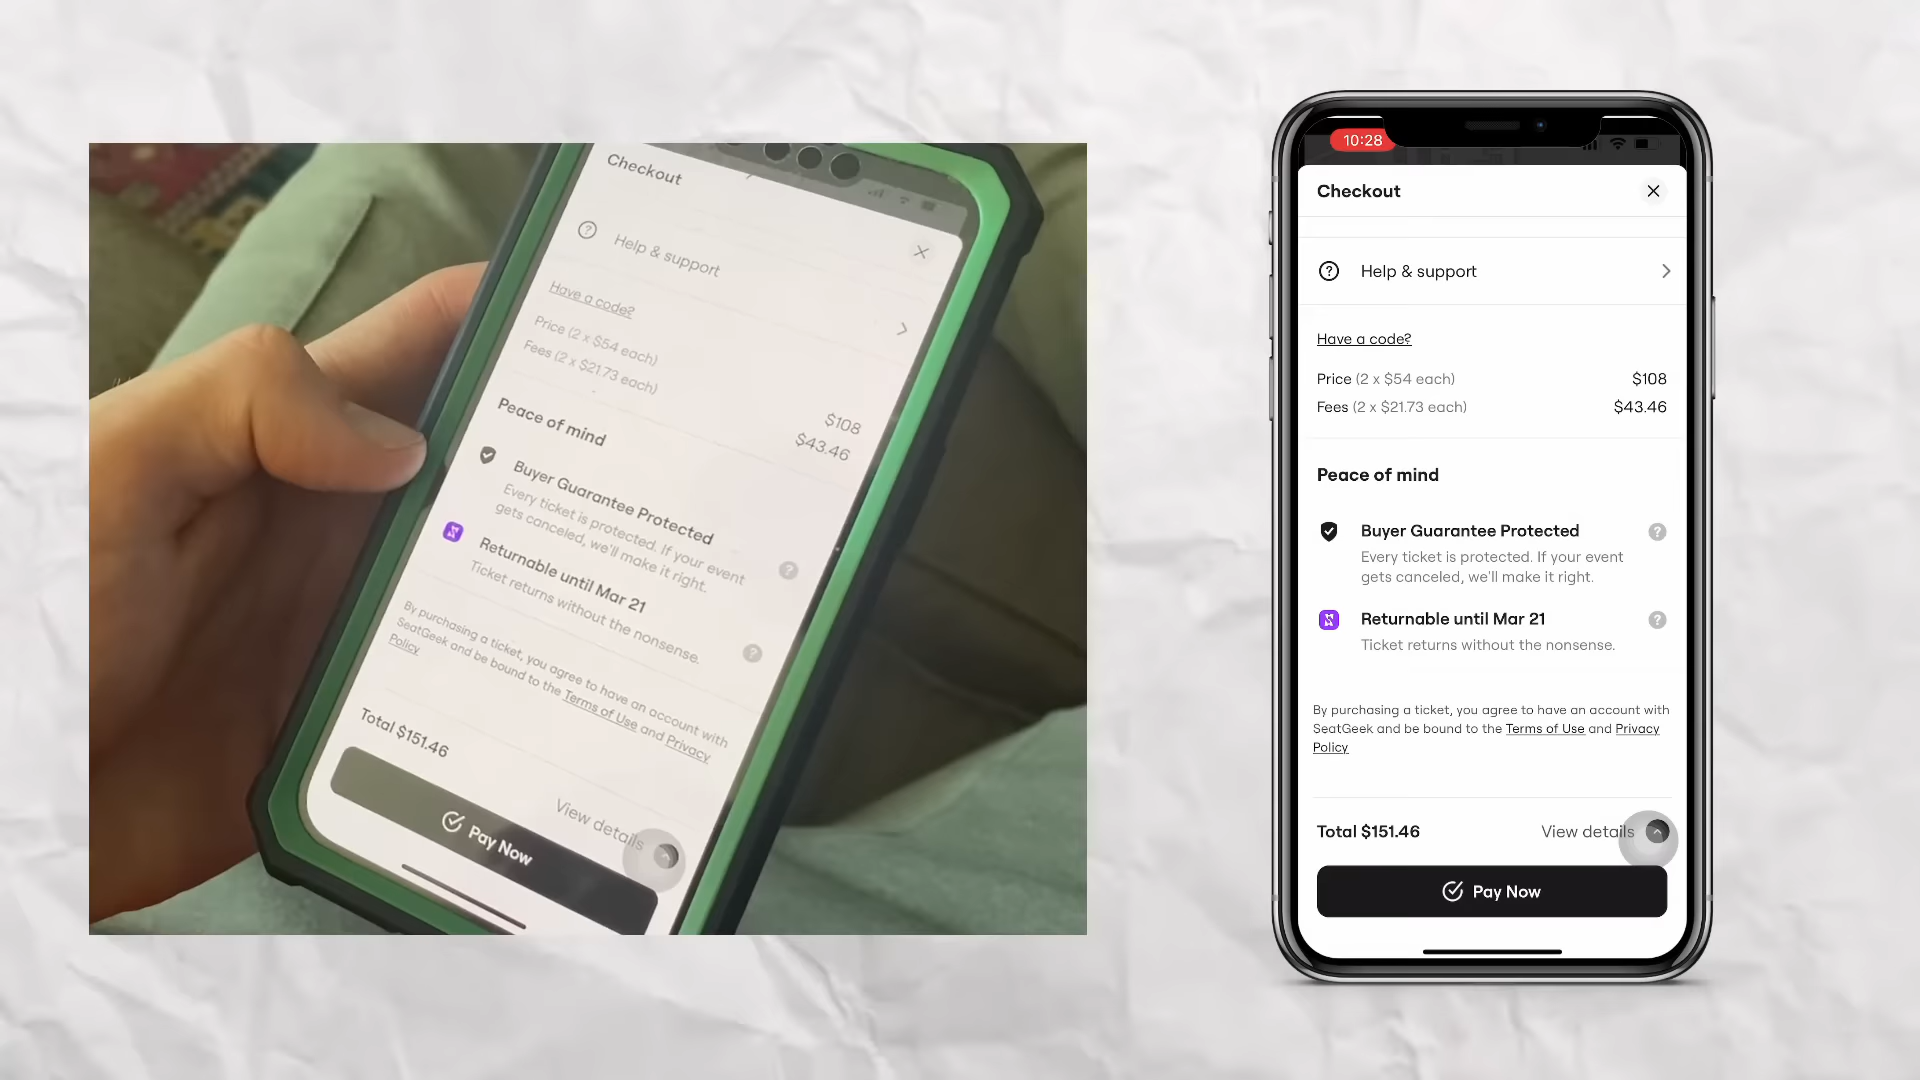 Checkout
Help & support
Have a code?
Price (2 x $54 each)
Fees (2 x $21.73 each)
$108
$43.46
Peace of mind
Buyer Guarantee Protected
Every ticket is protected. If your event
gets canceled, we'll make it right.
Returnable until Mar 21
Ticket returns without the nonsense.
By purchasing a ticket, you agree to have an account with
SeatGeek and be bound to the Terms of Use and Privacy
Policy
Total $151.46
View details
Pay Now
10:28
Checkout
Help & support
Have a code?
Price (2 x $54 each) $108
Fees (2 x $21.73 each) $43.46
Peace of mind
Buyer Guarantee Protected
Every ticket is protected. If your event
gets canceled, we'll make it right.
Returnable until Mar 21
Ticket returns without the nonsense.
By purchasing a ticket, you agree to have an account with
SeatGeek and be bound to the Terms of Use and Privacy
Policy
Total $151.46 View details
Pay Now